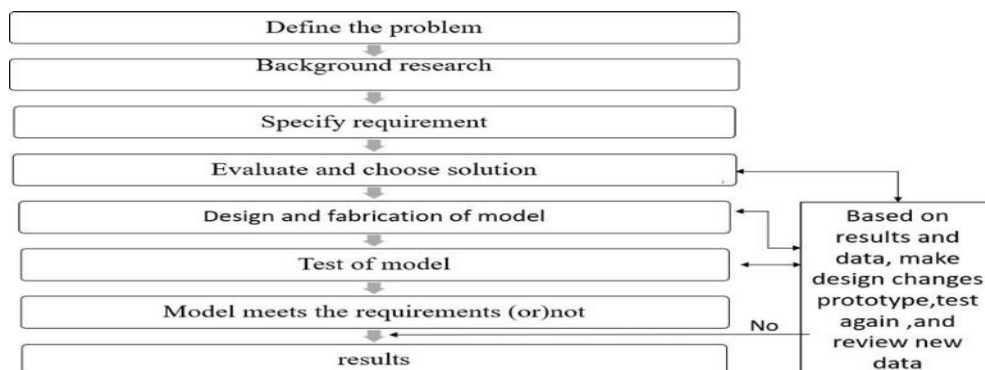 Define the problem
Background research
Specify requirement
Evaluate and choose solution
Design and fabrication of model
Test of model
Model meets the requirements (or)not
results
Based on
results and
data, make
design changes
prototype,test
again ,and
review new
data
No